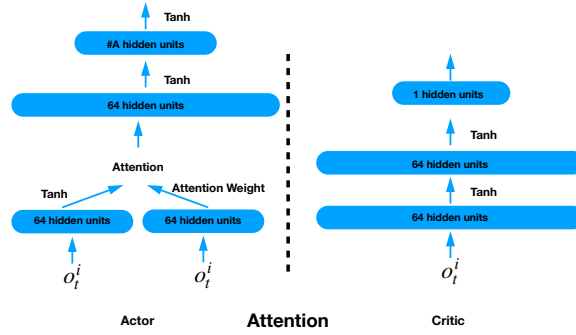 Tanh
#A hidden units
Tanh
64 hidden units
Attention
Tanh
Attention Weight
64 hidden units
64 hidden units
o_t^i
o_t^i
Actor
1 hidden units
Tanh
64 hidden units
Tanh
64 hidden units
o_t^i
Critic
Attention